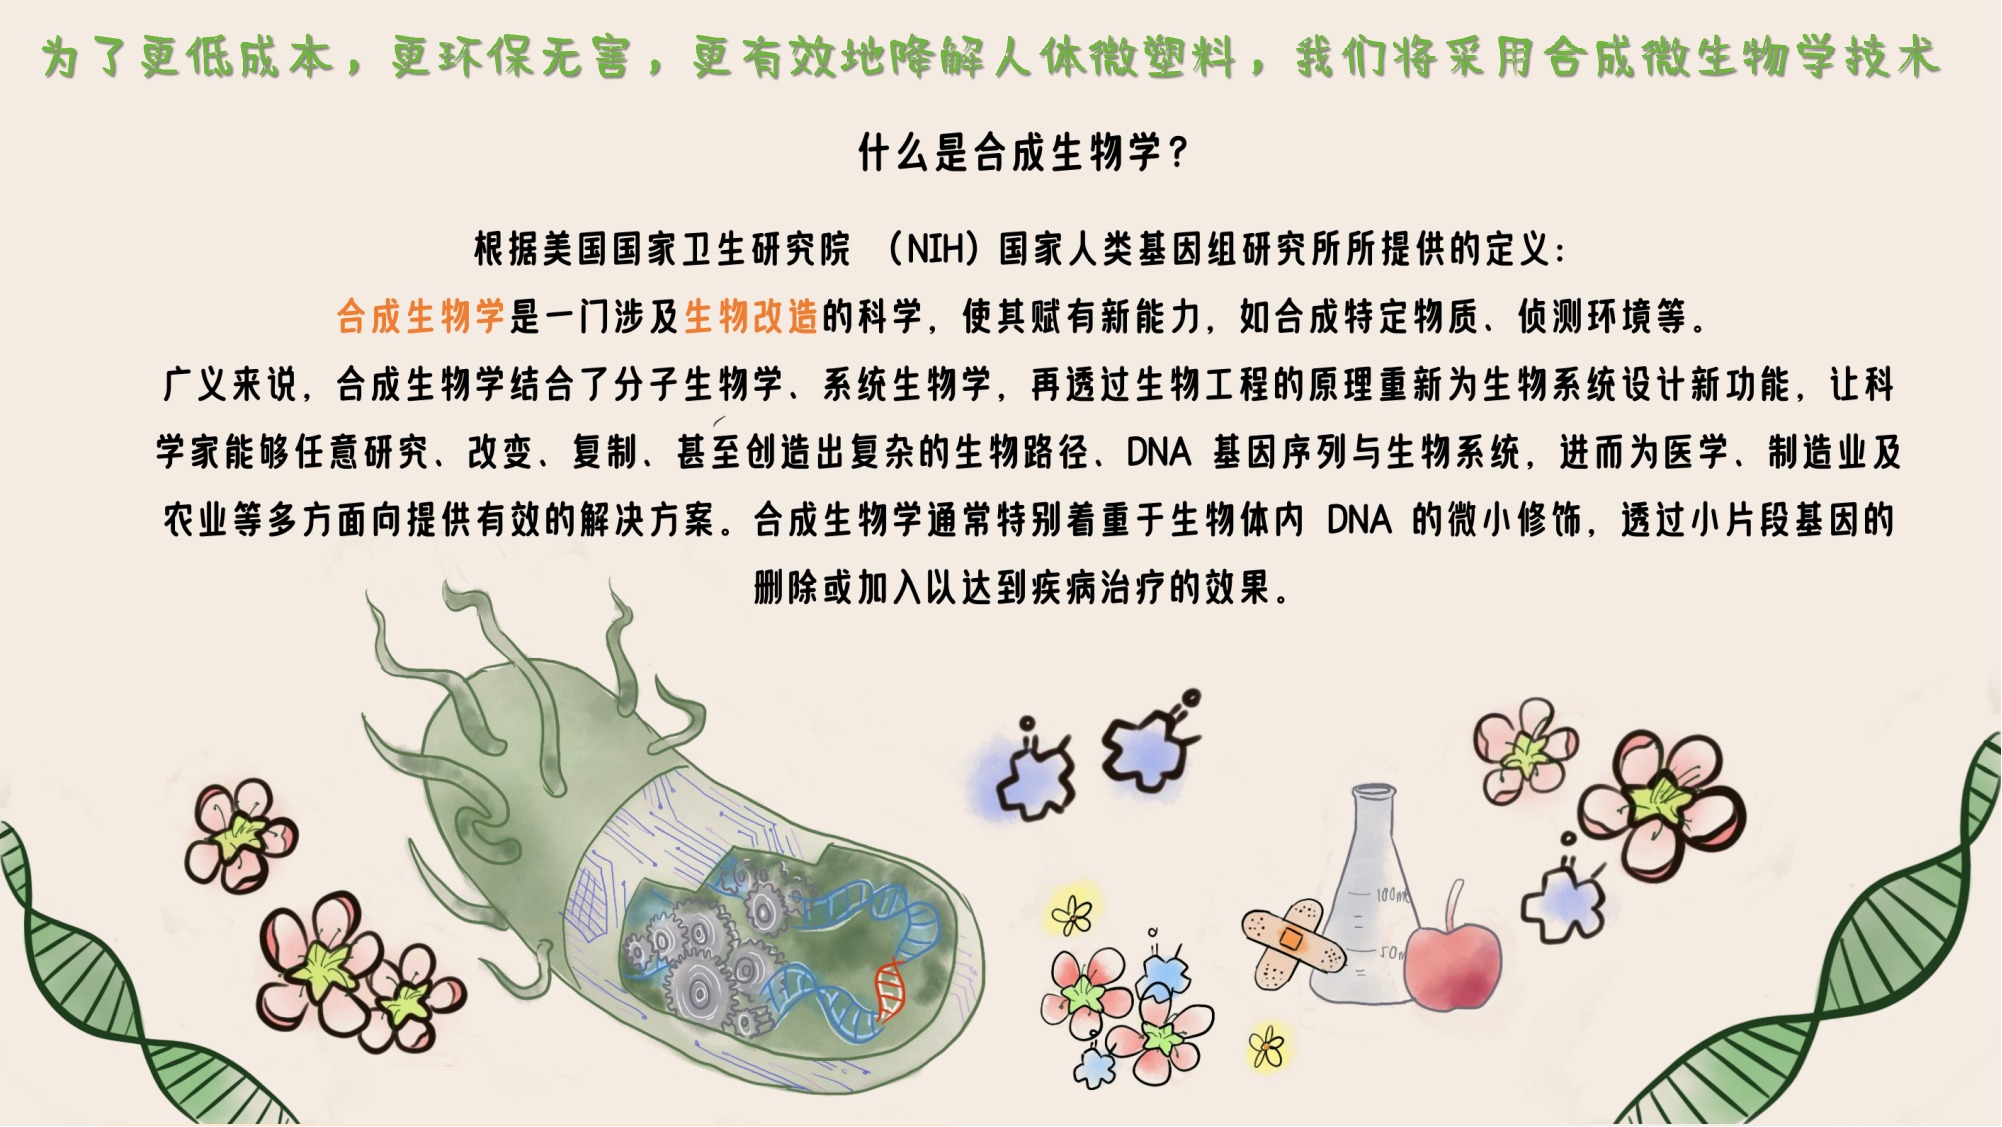 为了更低成本，更环保无害，更有效地降解人体微塑料，我们将采用合成微生物学技术
什么是合成生物学？
根据美国国家卫生研究院 （NIH）国家人类基因组研究所所提供的定义：
合成生物学是一门涉及生物改造的科学，使其赋有新能力，如合成特定物质、侦测环境等。
广义来说，合成生物学结合了分子生物学、系统生物学，再透过生物工程的原理重新为生物系统设计新功能，让科
学家能够任意研究、改变、复制、甚至创造出复杂的生物路径、DNA 基因序列与生物系统，进而为医学、制造业及
农业等多方面向提供有效的解决方案。合成生物学通常特别着重于生物体内 DNA 的微小修饰，透过小片段基因的
删除或加入以达到疾病治疗的效果。
100m
50m